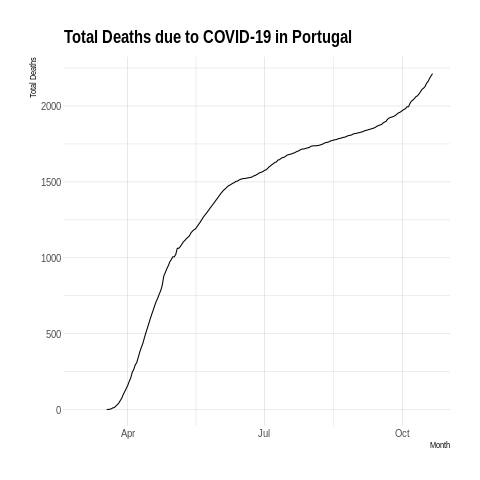 Total Deaths due to COVID-19 in Portugal
Total Deaths
2000
1500
1000
500
0
Apr
Jul
Oct
Month